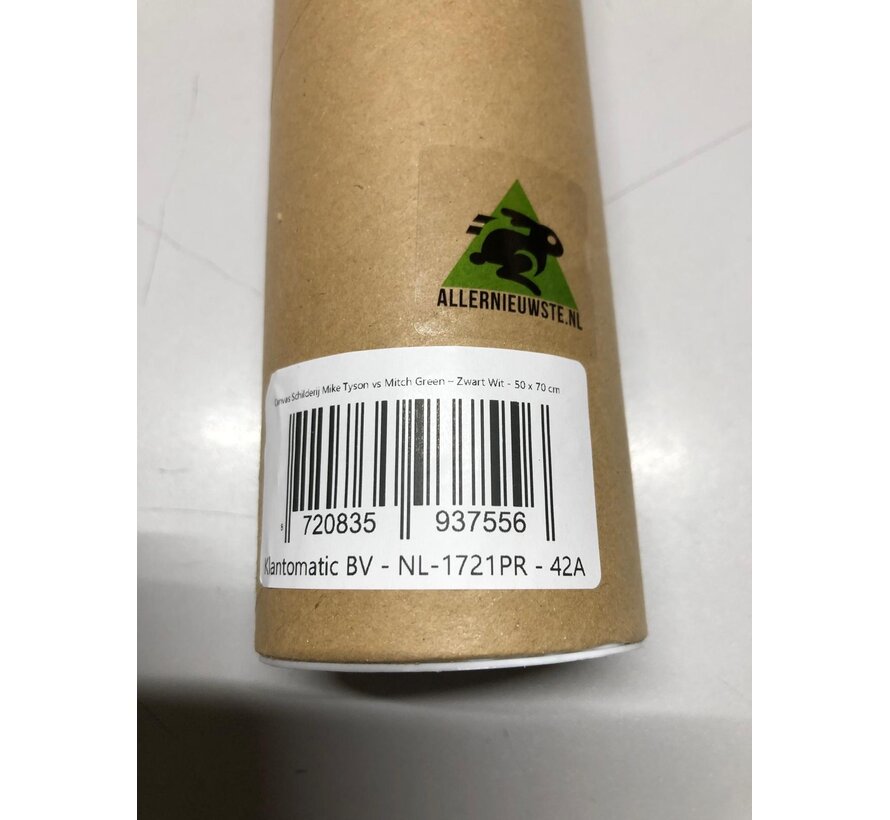 ALLERNIEUWSTE.NL
Canvas Schilderij Mike Tyson vs Mitch Green – Zwart Wit - 50 x 70 cm
8 720835 937556
Klantomatic BV - NL-1721PR - 42A